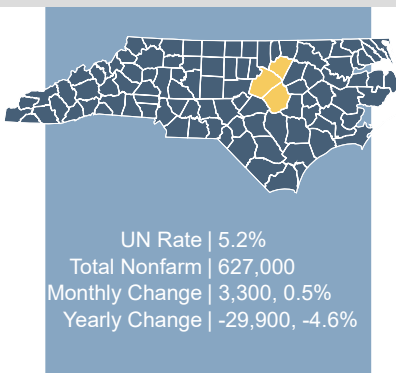 UN Rate | 5.2%
Total Nonfarm | 627,000
Monthly Change | 3,300, 0.5%
Yearly Change | -29,900, -4.6%